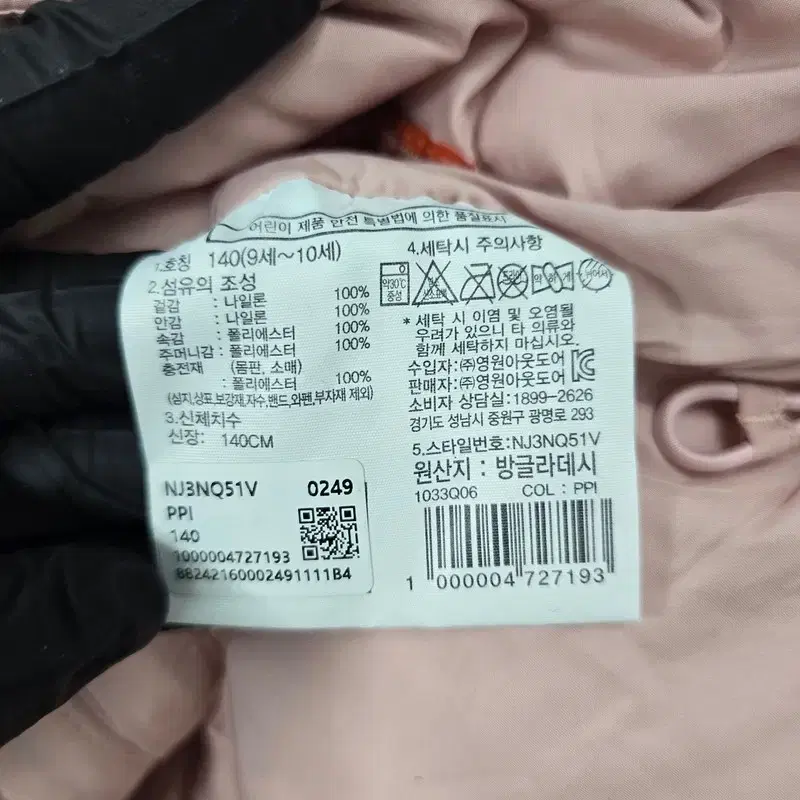 어린이 제품 안전 특별법에 의한 품질표시
1.호칭 140(9세~10세)
2.섬유의 조성
겉감 : 나일론 100%
안감 : 나일론 100%
속감 : 폴리에스터 100%
주머니감 : 폴리에스터 100%
충전재 (몸판, 소매)
: 폴리에스터 100%
(심지,상표,보강재,자수,밴드,와펜,부자재 제외)
3.신체치수
신장: 140CM
NJ3NQ51V 0249
PPI
140
1000004727193
88242160002491111B4
4.세탁시 주의사항
약30℃
중성
* 세탁 시 이염 및 오염될
우려가 있으니 타 의류와
함께 세탁하지 마십시오.
수입자:(주)영원아웃도어
판매자:(주)영원아웃도어
소비자 상담실:1899-2626
경기도 성남시 중원구 광명로 293
5.스타일번호:NJ3NQ51V
원산지 : 방글라데시
1033Q06 COL : PPI
1 000004 727193